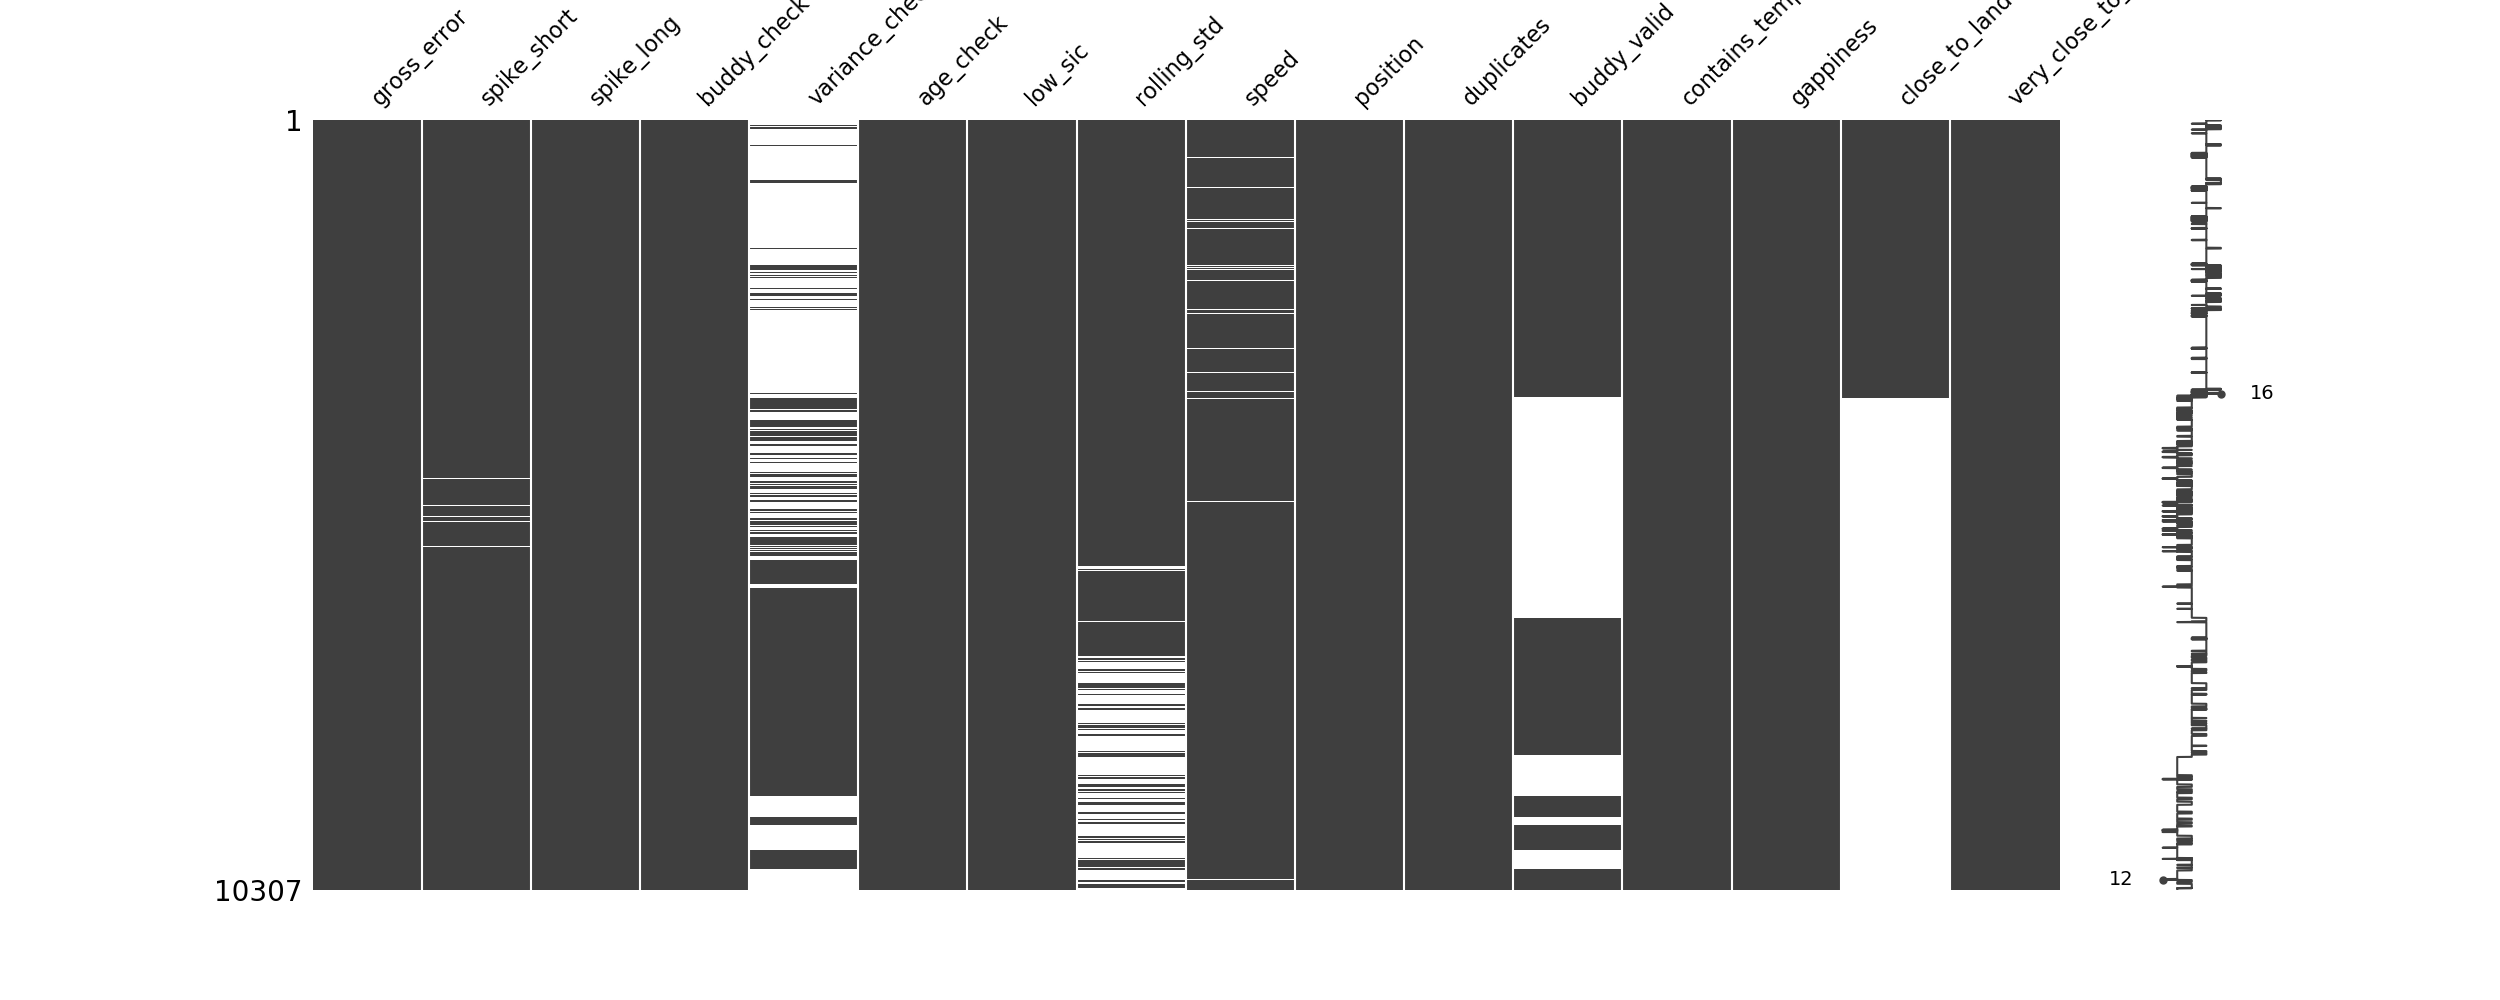 gross_error
spike_short
spike_long
buddy_check
age_check
low_sic
rolling_std
speed
position
duplicates
buddy_valid
gappiness
close_to_land
1
16
12
10307